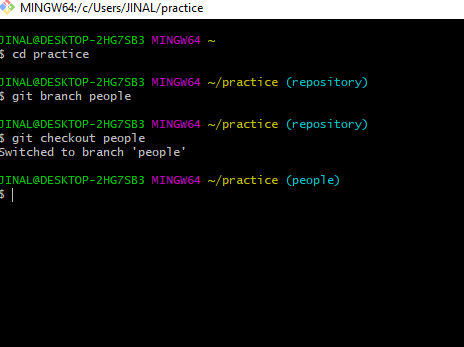 MINGW64:/c/Users/JINAL/practice
JINAL@DESKTOP-2HG7SB3 MINGW64 ~
$ cd practice
JINAL@DESKTOP-2HG7SB3 MINGW64 ~/practice (repository)
$ git branch people
JINAL@DESKTOP-2HG7SB3 MINGW64 ~/practice (repository)
$ git checkout people
Switched to branch 'people'
JINAL@DESKTOP-2HG7SB3 MINGW64 ~/practice (people)
$